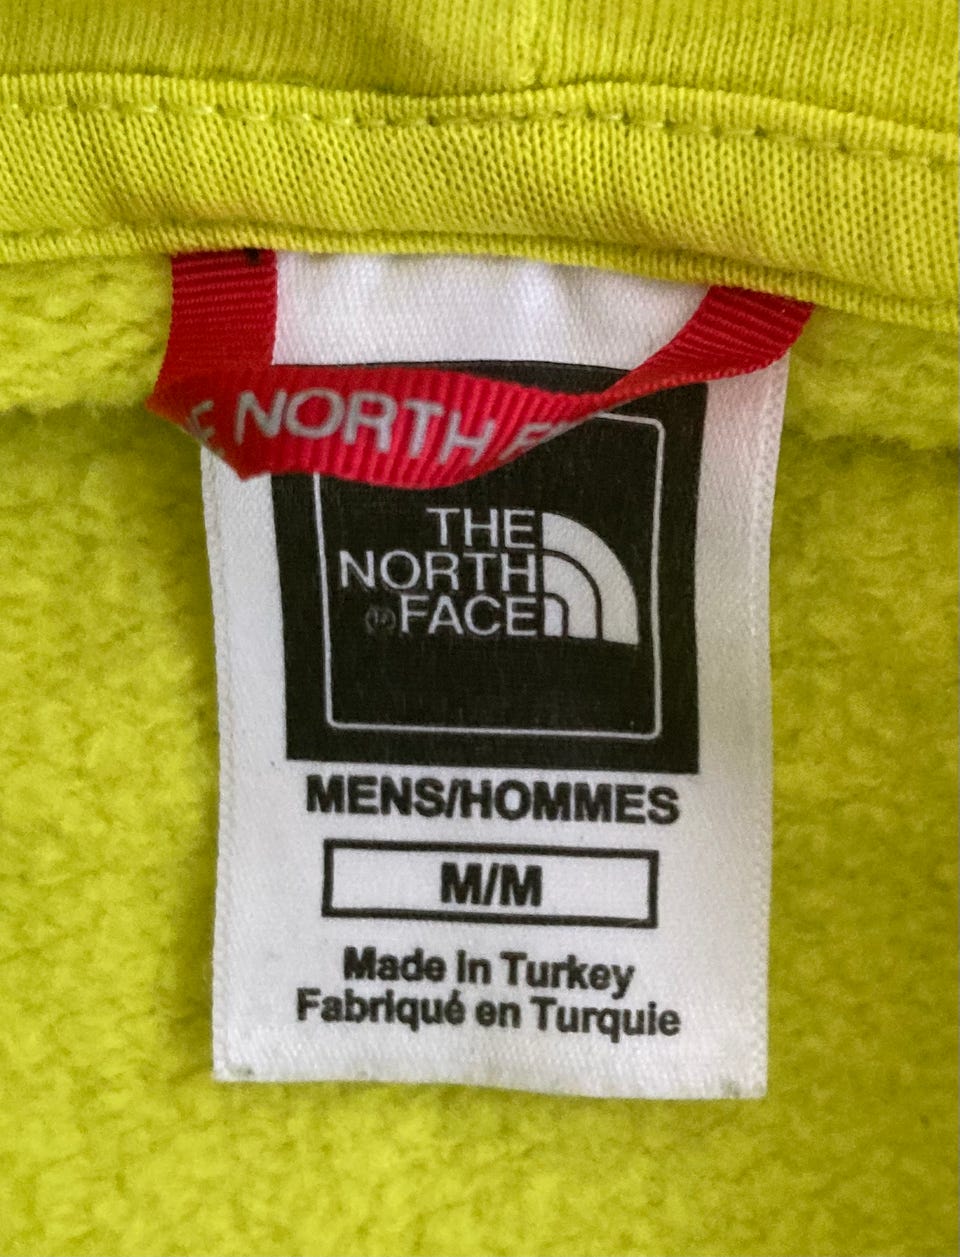 NORTH
THE
NORTH
FACE
MENS/HOMMES
M/M
Made In Turkey
Fabriqué en Turquie